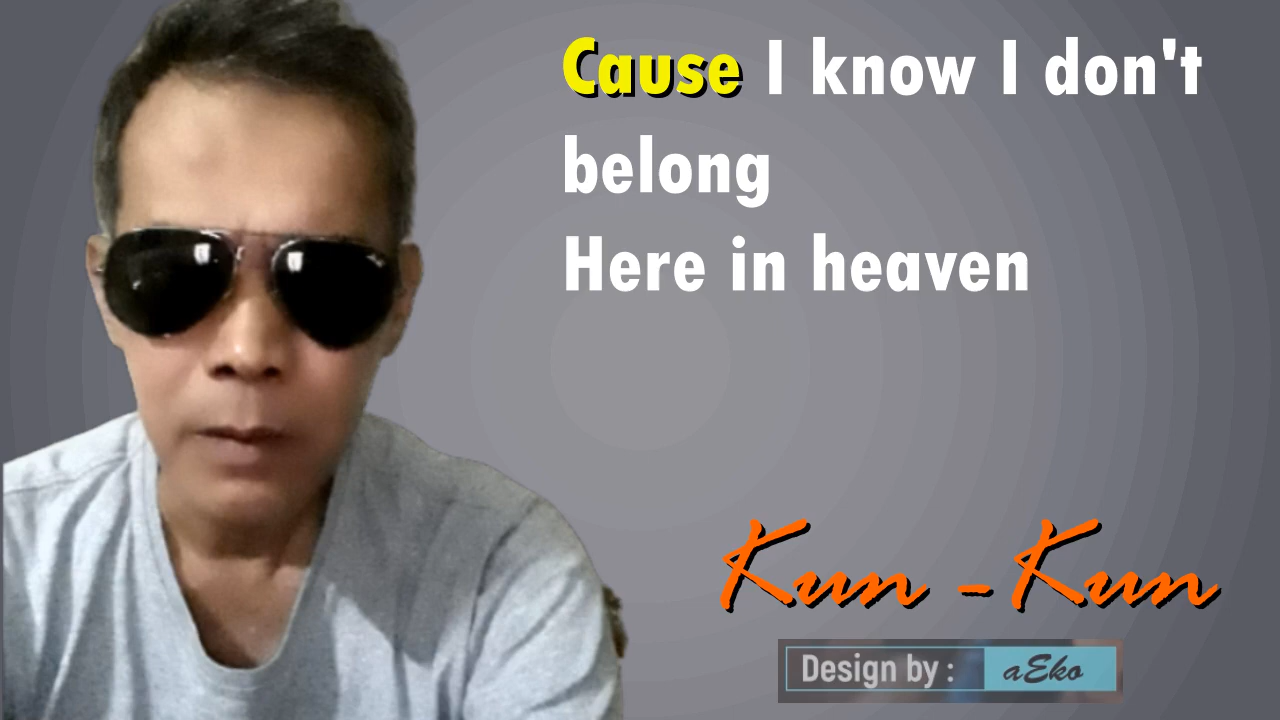 Cause I know I don't
belong
Here in heaven
Kun - Kun
Design by : aEko